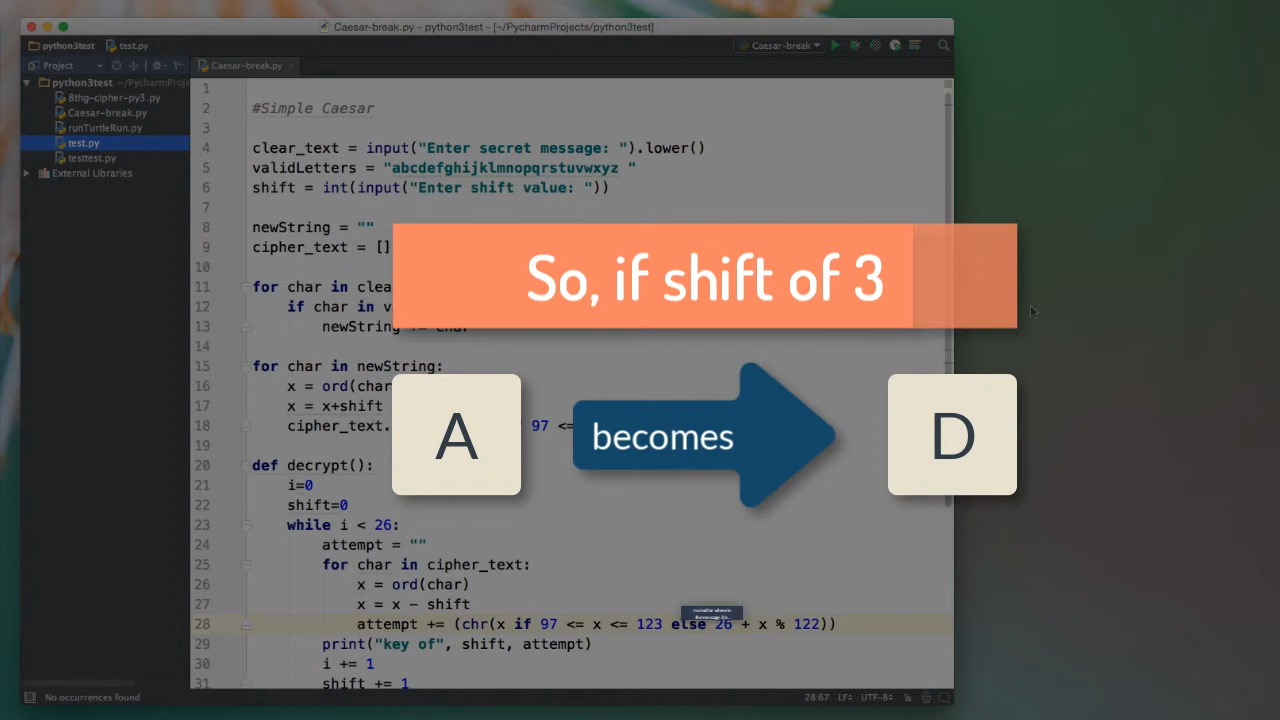 Caesar-break.py - python3test - [~/PycharmProjects/python3test]
python3test test.py Caesar-break
Project Caesar-break.py
python3test ~/PycharmProje
8thg-cipher-py3.py
Caesar-break.py
runTurtleRun.py
test.py
testtest.py
External Libraries
1
2 #Simple Caesar
3
4 clear_text = input("Enter secret message: ").lower()
5 validLetters = "abcdefghijklmnopqrstuvwxyz "
6 shift = int(input("Enter shift value: "))
7
8 newString = ""
9 cipher_text = []
10
11 for char in clea
12 if char in v
13 newString += char
14
15 for char in newString:
16 x = ord(char
17 x = x+shift
18 cipher_text. 97 <=
19
20 def decrypt():
21 i=0
22 shift=0
23 while i < 26:
24 attempt = ""
25 for char in cipher_text:
26 x = ord(char)
27 x = x - shift
28 attempt += (chr(x if 97 <= x <= 123 else 26 + x % 122))
29 print("key of", shift, attempt)
30 i += 1
31 shift += 1
So, if shift of 3
A becomes D
No occurrences found 28:67 LF UTF-8